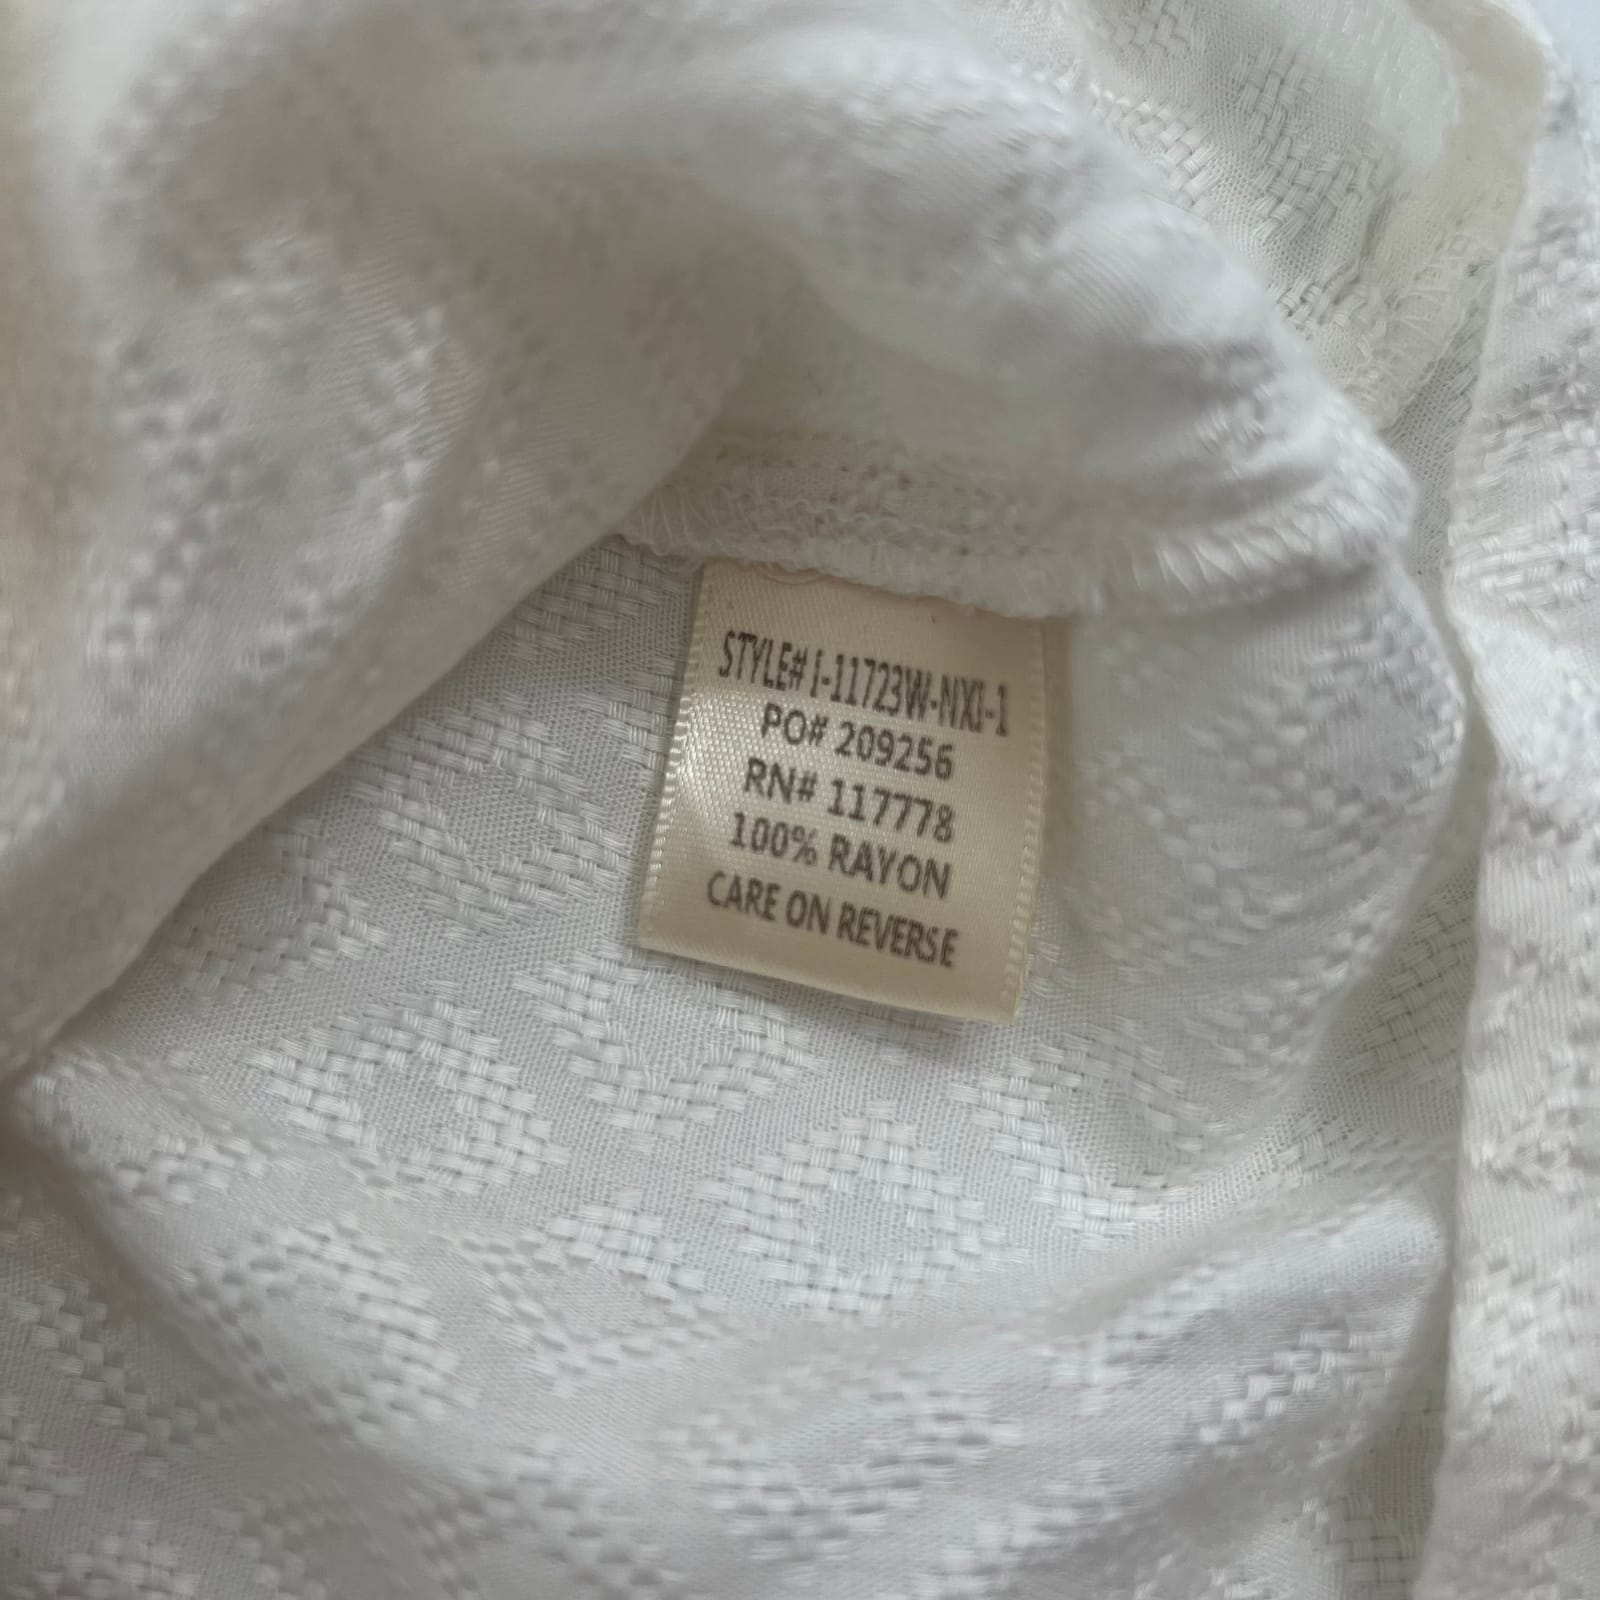 STYLE# I-11723W-NXI-1
PO# 209256
RN# 117778
100% RAYON
CARE ON REVERSE